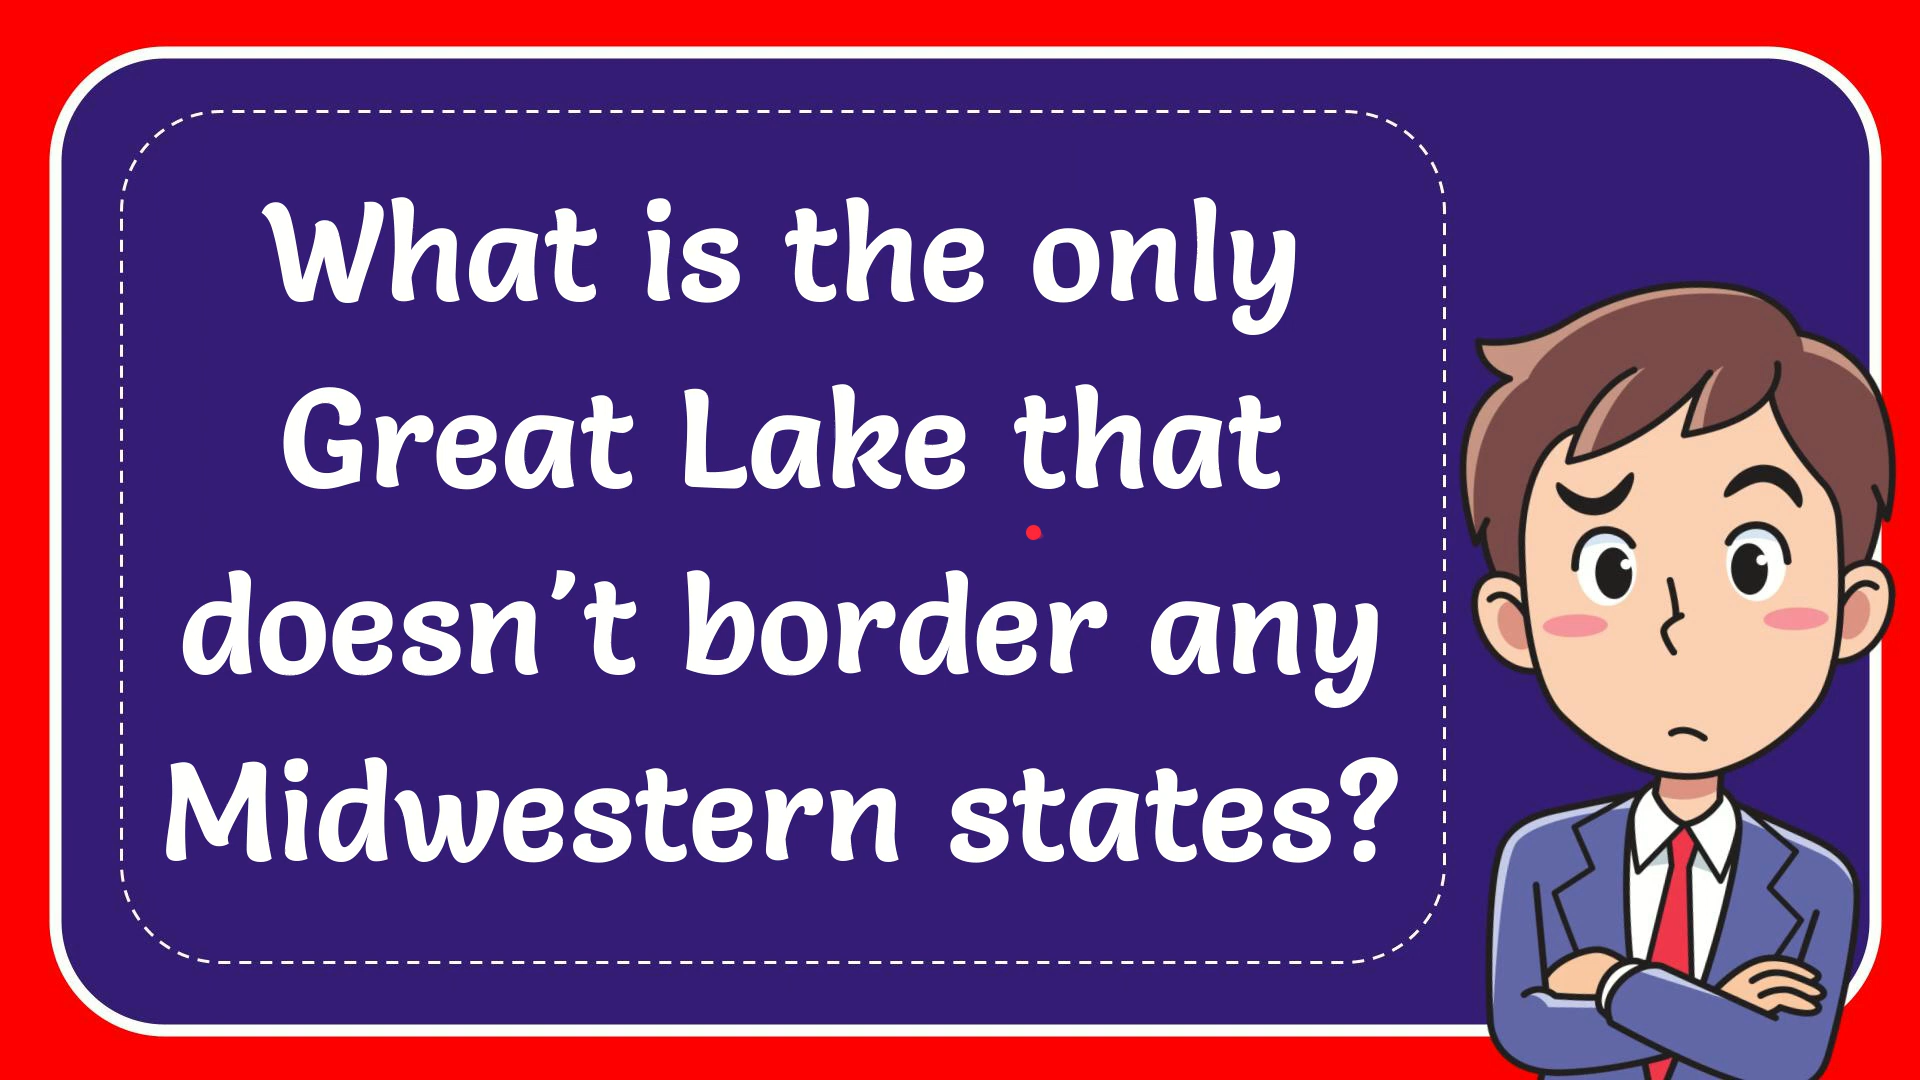 What is the only
Great Lake that
doesn't border any
Midwestern states?